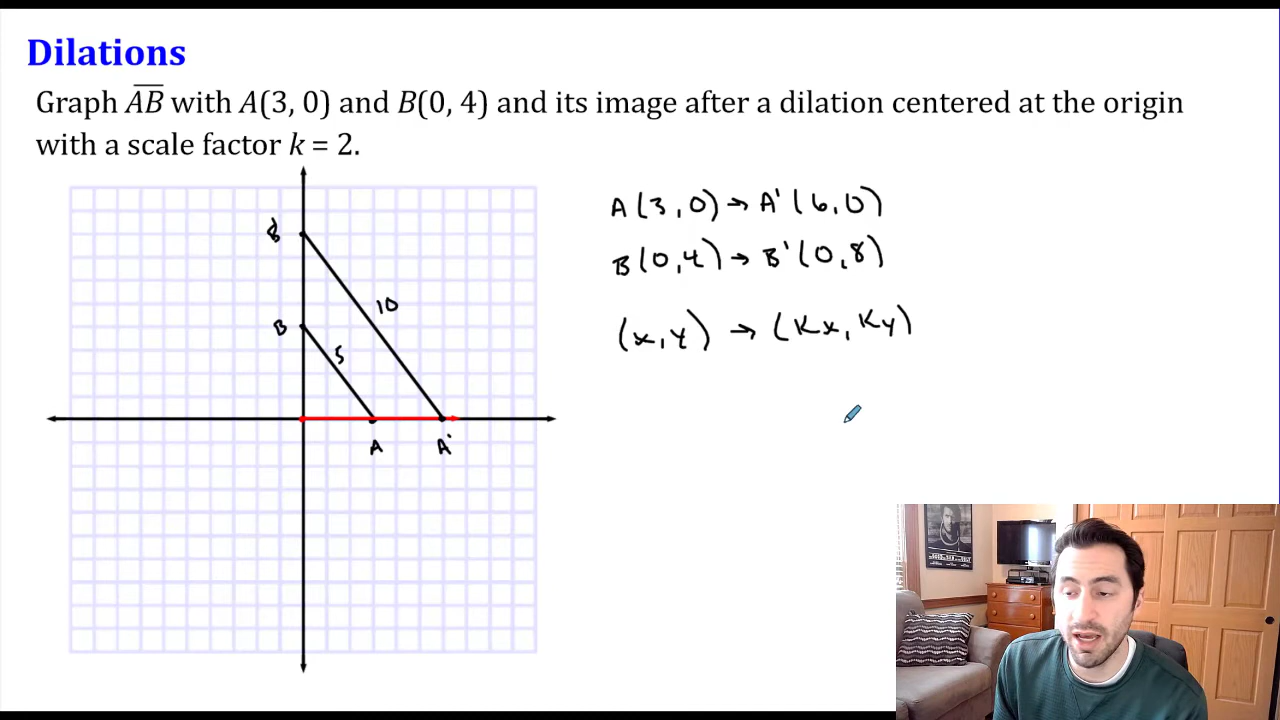 Dilations
Graph AB with A(3, 0) and B(0, 4) and its image after a dilation centered at the origin
with a scale factor k = 2.
A(3,0) → A'(6,0)
B(0,4) → B'(0,8)
(x,y) → (Kx, Ky)
B'
10
B
5
A A'